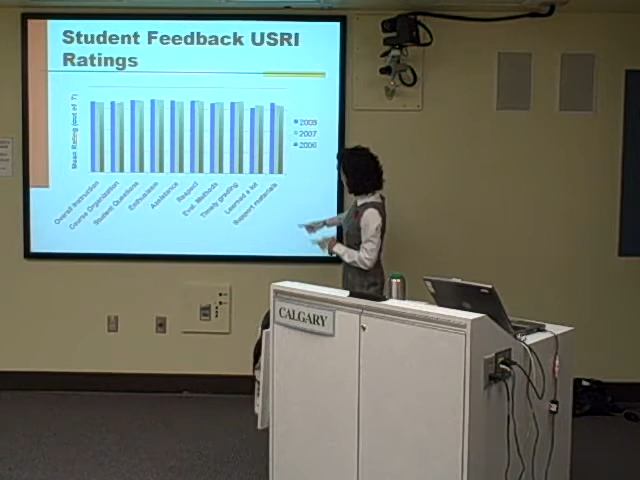 Student Feedback USRI
Ratings
Mean Rating (out of 7)
2009
2007
2006
Overall Instruction
Course Organization
Student Questions
Enthusiasm
Assistance
Respect
Eval. Methods
Timely grading
Learned a lot
Support materials
CALGARY